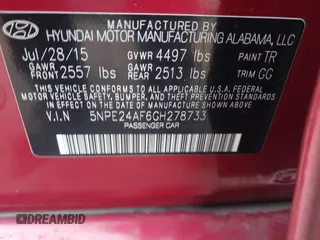 MANUFACTURED BY
HYUNDAI MOTOR MANUFACTURING ALABAMA, LLC
Jul/28/15 GVWR 4497 lbs PAINT TR
GAWR FRONT 2557 lbs GAWR REAR 2513 lbs TRIM GG
THIS VEHICLE CONFORMS TO ALL APPLICABLE U.S. FEDERAL MOTOR
VEHICLE SAFETY, BUMPER, AND THEFT PREVENTION STANDARDS
IN EFFECT ON THE DATE OF MANUFACTURE SHOWN ABOVE.
V.I.N 5NPE24AF6GH278733
PASSENGER CAR
DREAMBID